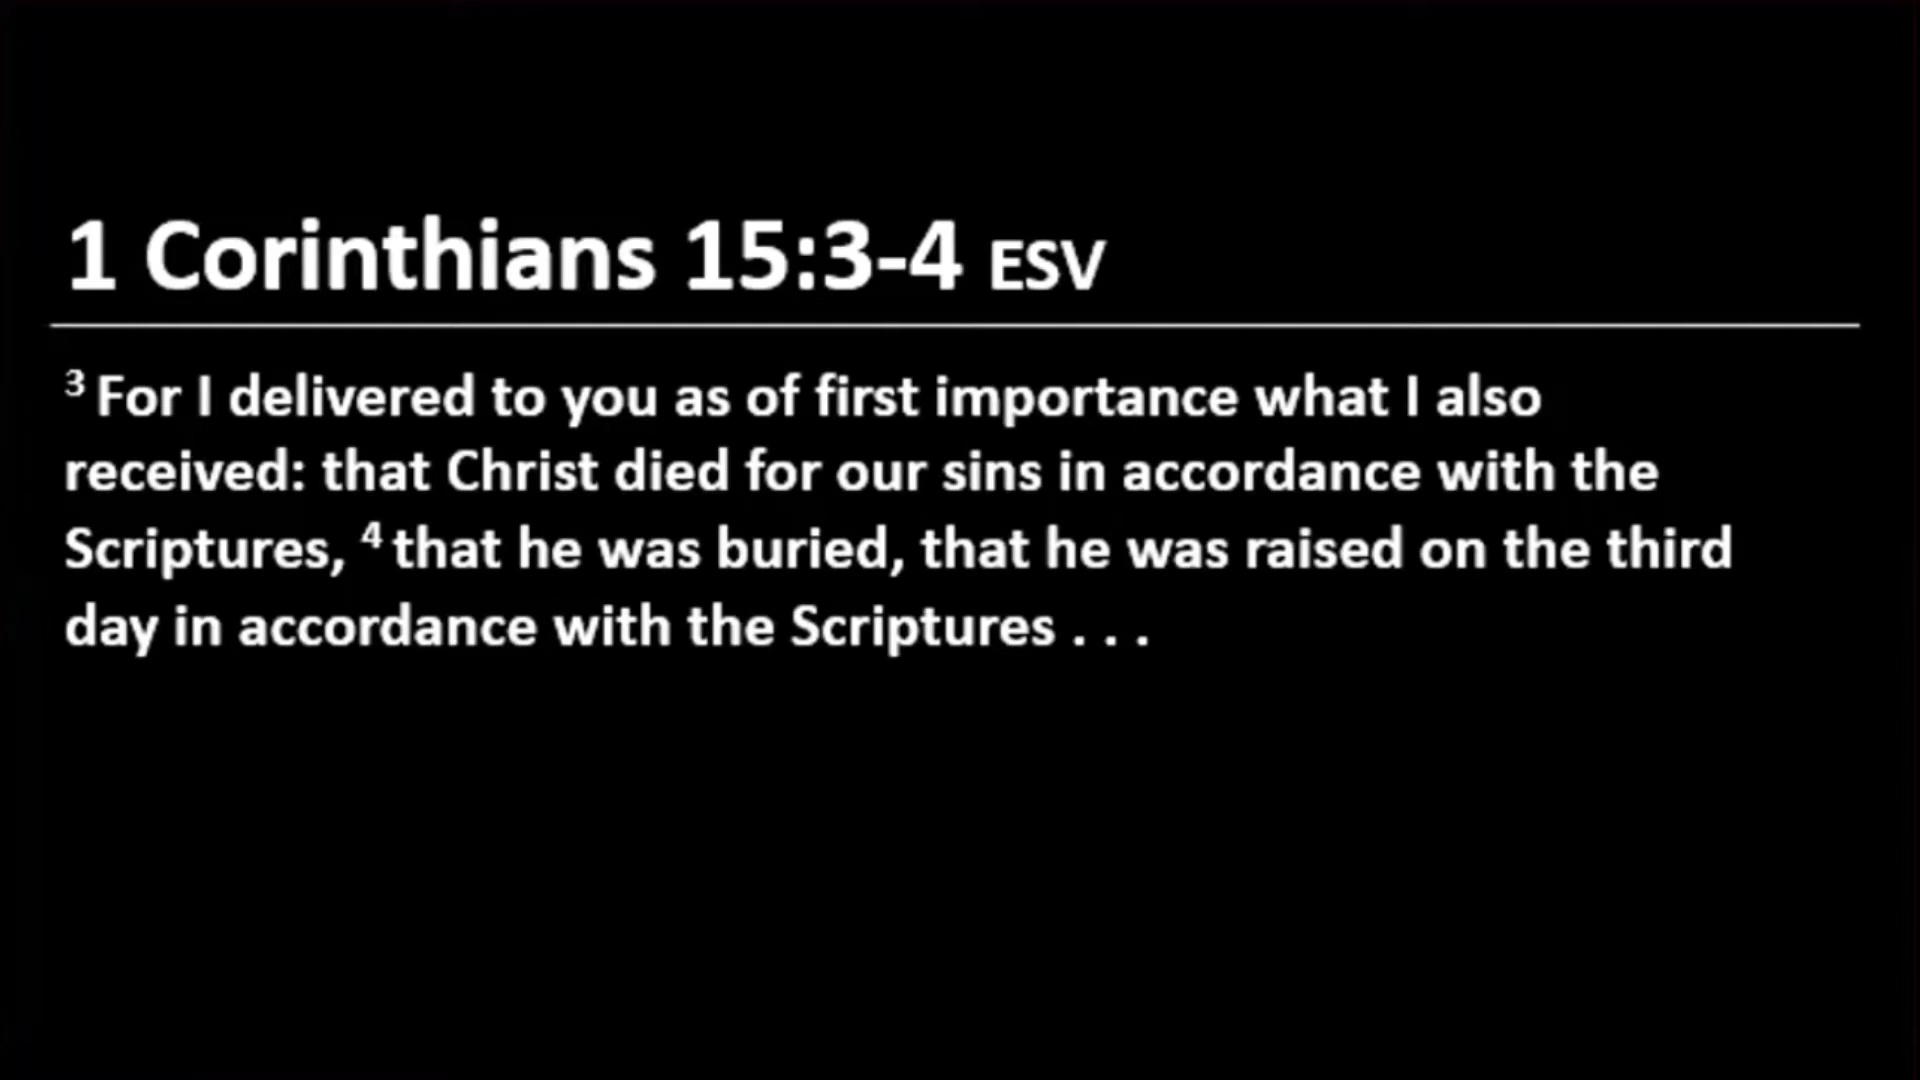 1 Corinthians 15:3-4 ESV
³ For I delivered to you as of first importance what I also
received: that Christ died for our sins in accordance with the
Scriptures, ⁴ that he was buried, that he was raised on the third
day in accordance with the Scriptures . . .